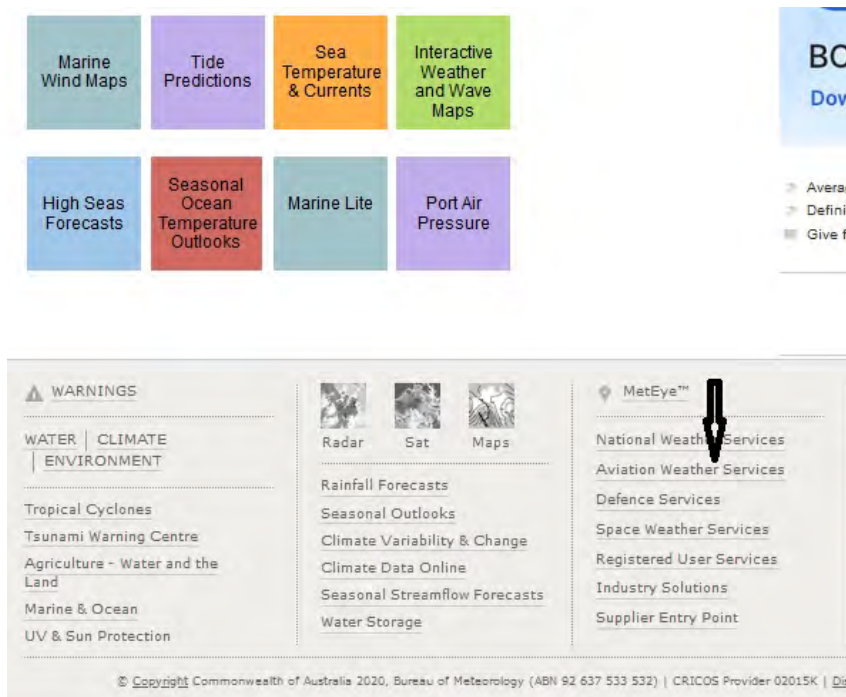 Marine
Wind Maps
Tide
Predictions
Sea
Temperature
& Currents
Interactive
Weather
and Wave
Maps
High Seas
Forecasts
Seasonal
Ocean
Temperature
Outlooks
Marine Lite
Port Air
Pressure
WARNINGS
WATER | CLIMATE
| ENVIRONMENT
Tropical Cyclones
Tsunami Warning Centre
Agriculture - Water and the
Land
Marine & Ocean
UV & Sun Protection
Radar Sat Maps
Rainfall Forecasts
Seasonal Outlooks
Climate Variability & Change
Climate Data Online
Seasonal Streamflow Forecasts
Water Storage
MetEye™
National Weather Services
Aviation Weather Services
Defence Services
Space Weather Services
Registered User Services
Industry Solutions
Supplier Entry Point
Give
© Copyright Commonwealth of Australia 2020, Bureau of Meteorology (ABN 92 637 533 532) | CRICOS Provider 02015K |